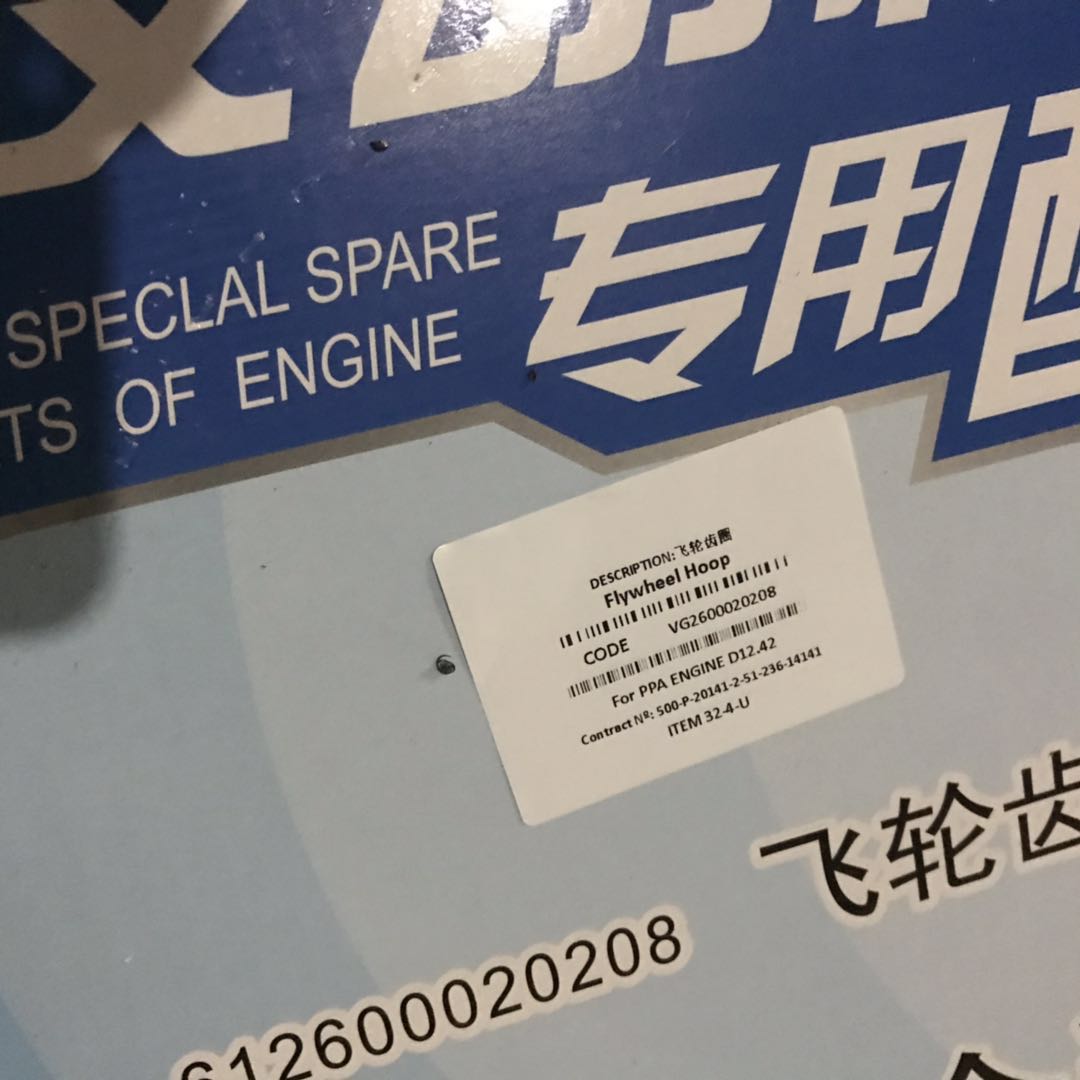 SPECLAL SPARE
TS OF ENGINE
专用
DESCRIPTION:飞轮齿圈
Flywheel Hoop
CODE VG2600020208
For PPA ENGINE D12.42
Contract Nº: 500-P-20141-2-51-236-14141
ITEM 32-4-U
飞轮齿
612600020208